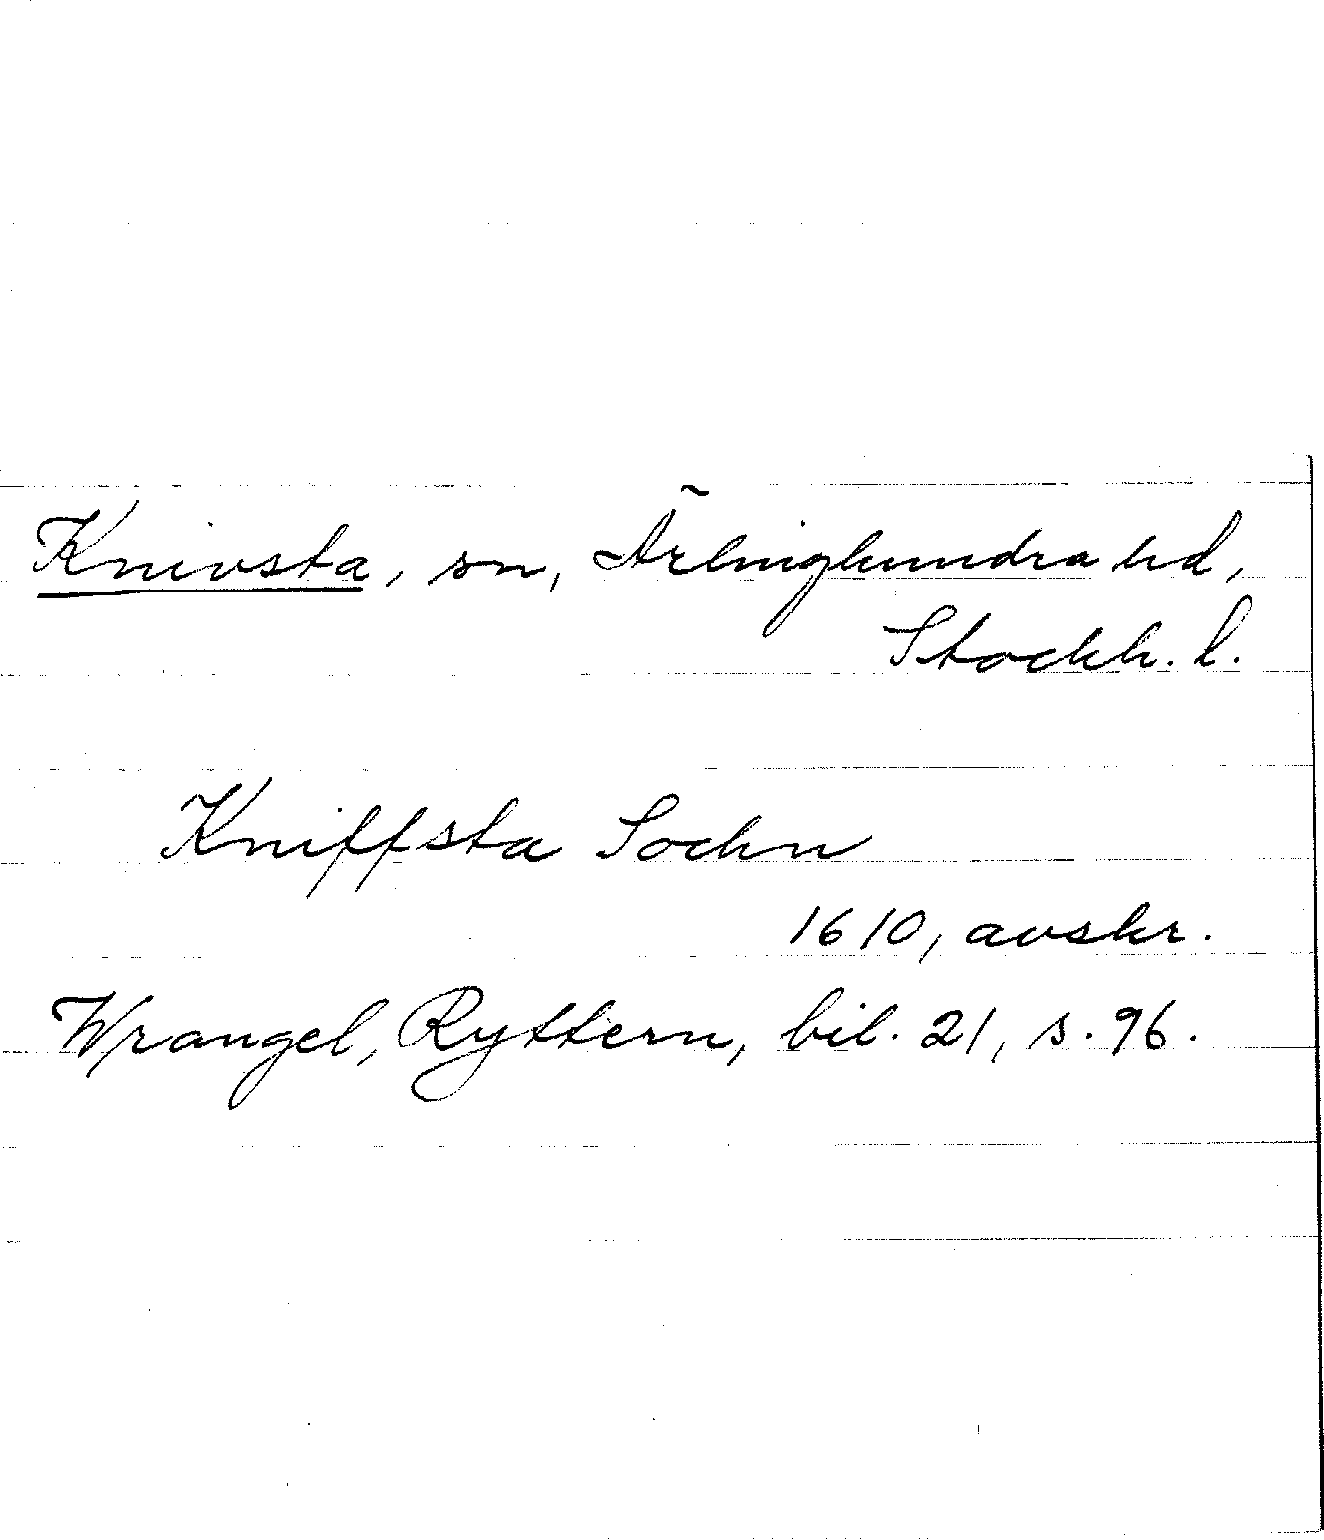 Knivsta, sn, Ärlinghundra hd,
Stockh. l.
Kniffsta Sochn
1610, avskr.
Wrangel, Ryttern, bil. 21, s. 96.